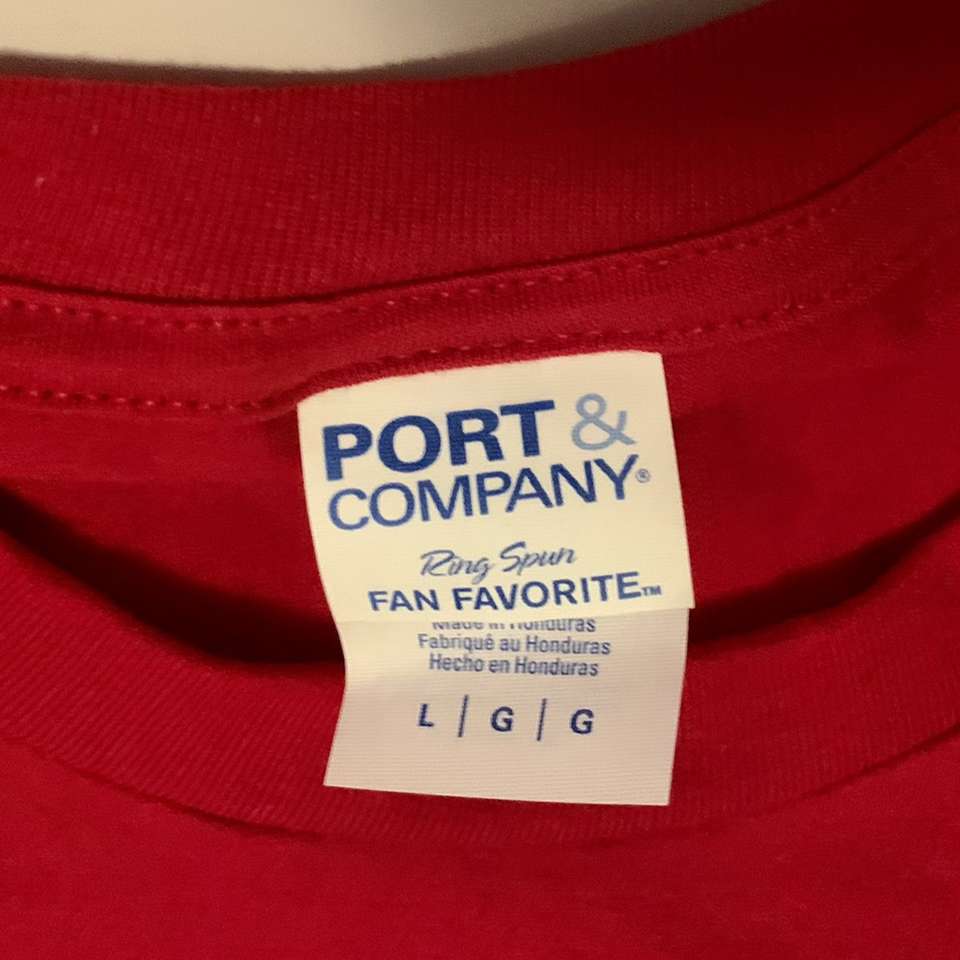 PORT &
COMPANY®
Ring Spun
FAN FAVORITE™
Made in Honduras
Fabriqué au Honduras
Hecho en Honduras
L | G | G